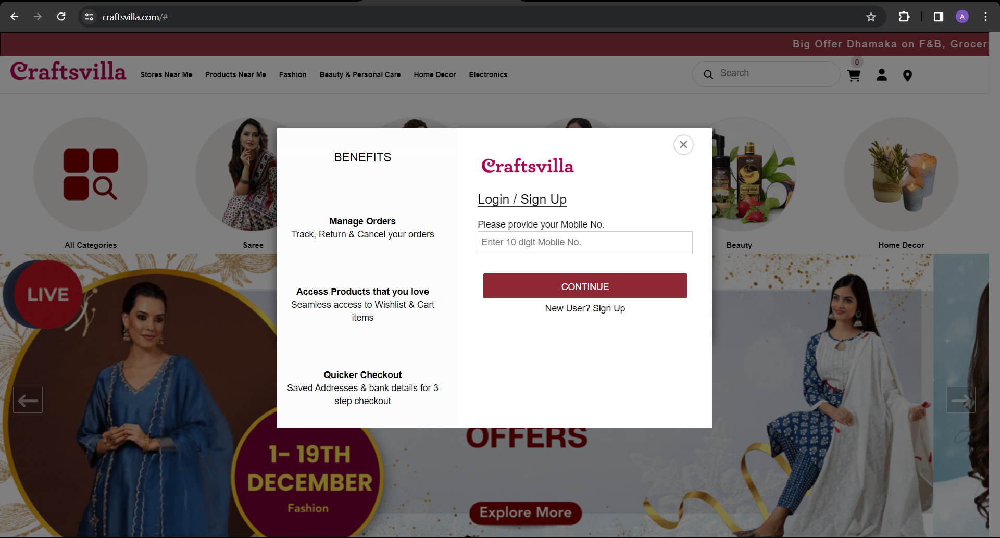 craftsvilla.com/#
A
Big Offer Dhamaka on F&B, Grocer
Craftsvilla
Stores Near Me
Products Near Me
Fashion
Beauty & Personal Care
Home Decor
Electronics
Search
0
All Categories
Saree
Beauty
Home Decor
BENEFITS
Manage Orders
Track, Return & Cancel your orders
Access Products that you love
Seamless access to Wishlist & Cart
items
Quicker Checkout
Saved Addresses & bank details for 3
step checkout
Craftsvilla
Login / Sign Up
Please provide your Mobile No.
Enter 10 digit Mobile No.
CONTINUE
New User? Sign Up
LIVE
1- 19TH
DECEMBER
Fashion
OFFERS
Explore More